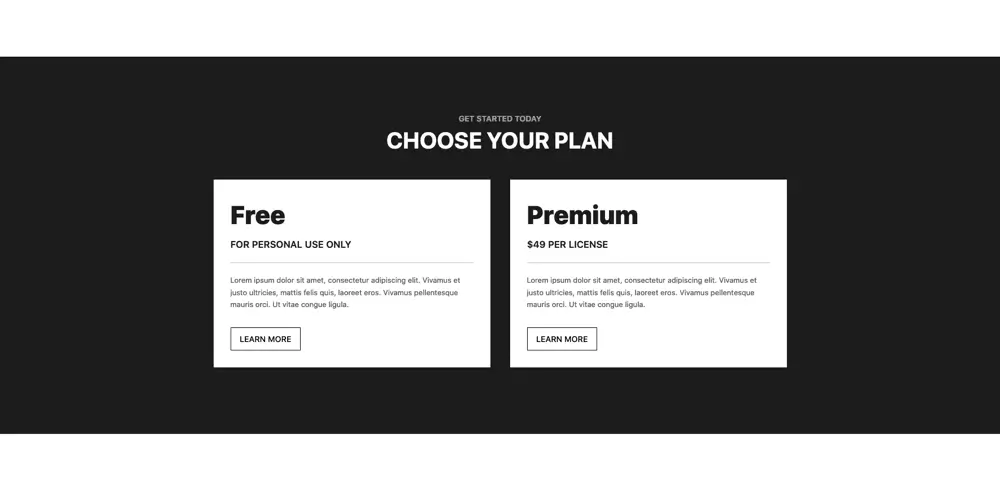 GET STARTED TODAY
CHOOSE YOUR PLAN
Free
FOR PERSONAL USE ONLY
Lorem ipsum dolor sit amet, consectetur adipiscing elit. Vivamus et
justo ultricies, mattis felis quis, laoreet eros. Vivamus pellentesque
mauris orci. Ut vitae congue ligula.
LEARN MORE
Premium
$49 PER LICENSE
Lorem ipsum dolor sit amet, consectetur adipiscing elit. Vivamus et
justo ultricies, mattis felis quis, laoreet eros. Vivamus pellentesque
mauris orci. Ut vitae congue ligula.
LEARN MORE